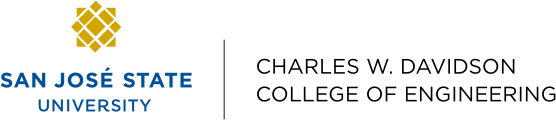 SAN JOSÉ STATE
UNIVERSITY
CHARLES W. DAVIDSON
COLLEGE OF ENGINEERING